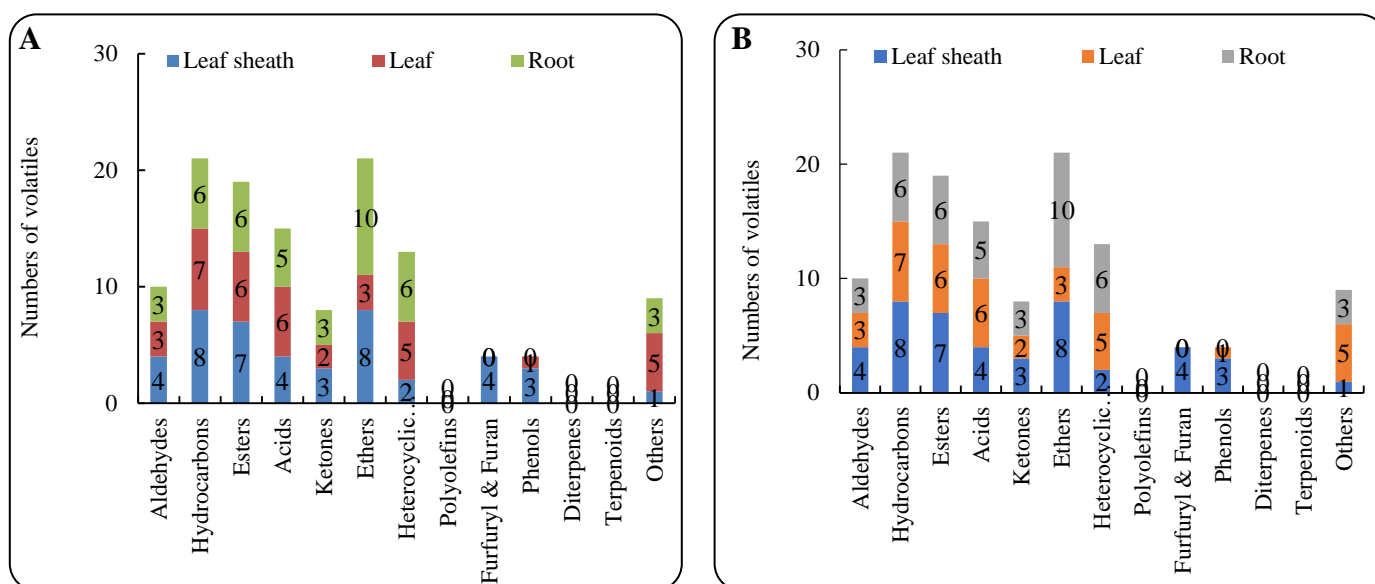 A
30
Leaf sheath
Leaf
Root
20
10
0
Numbers of volatiles
3
3
4
6
7
8
6
6
7
5
6
4
3
2
3
10
3
8
6
5
2
0
0
0
0
0
4
0
1
3
0
0
0
0
0
0
3
5
1
Aldehydes
Hydrocarbons
Esters
Acids
Ketones
Ethers
Heterocyclic…
Polyolefins
Furfuryl & Furan
Phenols
Diterpenes
Terpenoids
Others
B
30
Leaf sheath
Leaf
Root
20
10
0
Numbers of volatiles
3
3
4
6
7
8
6
6
7
5
6
4
3
2
3
10
3
8
6
5
2
0
0
0
0
0
4
0
1
3
0
0
0
0
0
0
3
5
1
Aldehydes
Hydrocarbons
Esters
Acids
Ketones
Ethers
Heterocyclic…
Polyolefins
Furfuryl & Furan
Phenols
Diterpenes
Terpenoids
Others